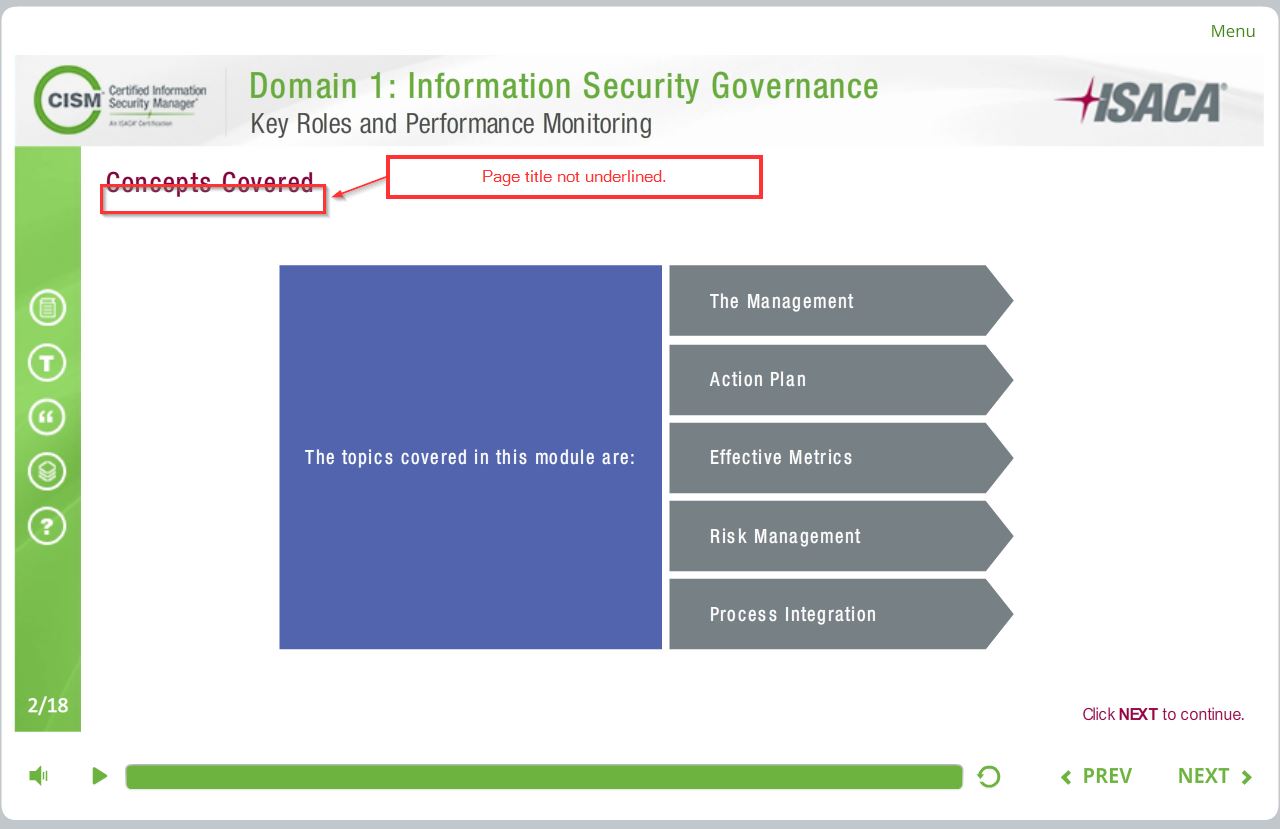 Menu
CISM
Certified Information
Security Manager®
An ISACA® Certification
Domain 1: Information Security Governance
Key Roles and Performance Monitoring
ISACA®
Concepts Covered
Page title not underlined.
The topics covered in this module are:
The Management
Action Plan
Effective Metrics
Risk Management
Process Integration
T
“
?
2/18
Click NEXT to continue.
PREV
NEXT